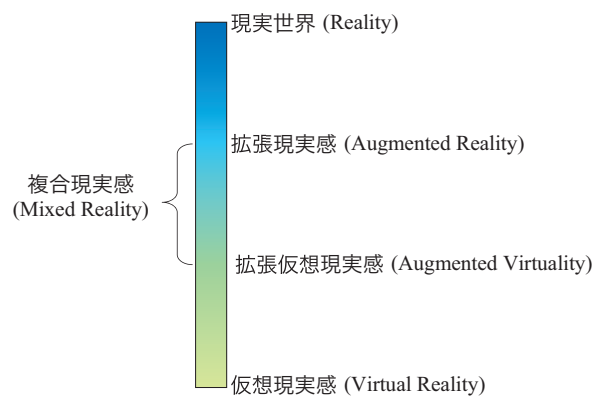 現実世界 (Reality)
拡張現実感 (Augmented Reality)
複合現実感
(Mixed Reality)
拡張仮想現実感 (Augmented Virtuality)
仮想現実感 (Virtual Reality)